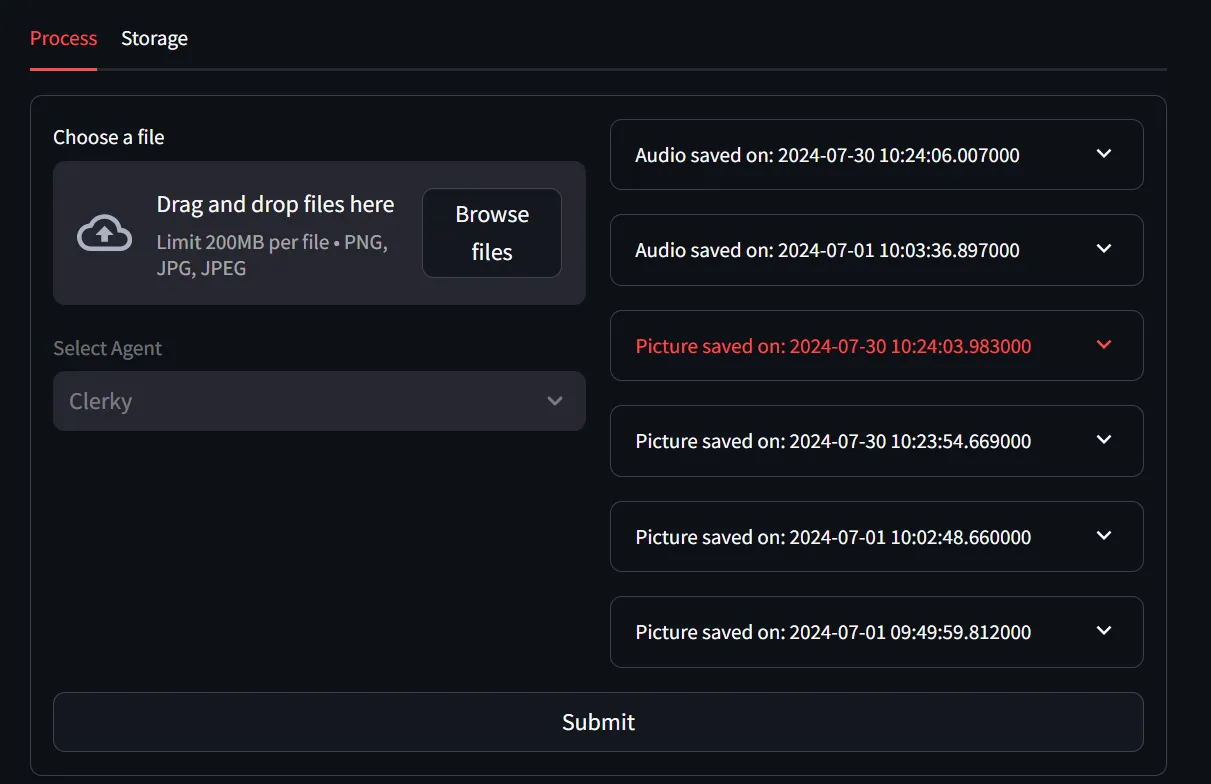 Process
Storage
Choose a file
Drag and drop files here
Limit 200MB per file • PNG,
JPG, JPEG
Browse
files
Select Agent
Clerky
Audio saved on: 2024-07-30 10:24:06.007000
Audio saved on: 2024-07-01 10:03:36.897000
Picture saved on: 2024-07-30 10:24:03.983000
Picture saved on: 2024-07-30 10:23:54.669000
Picture saved on: 2024-07-01 10:02:48.660000
Picture saved on: 2024-07-01 09:49:59.812000
Submit